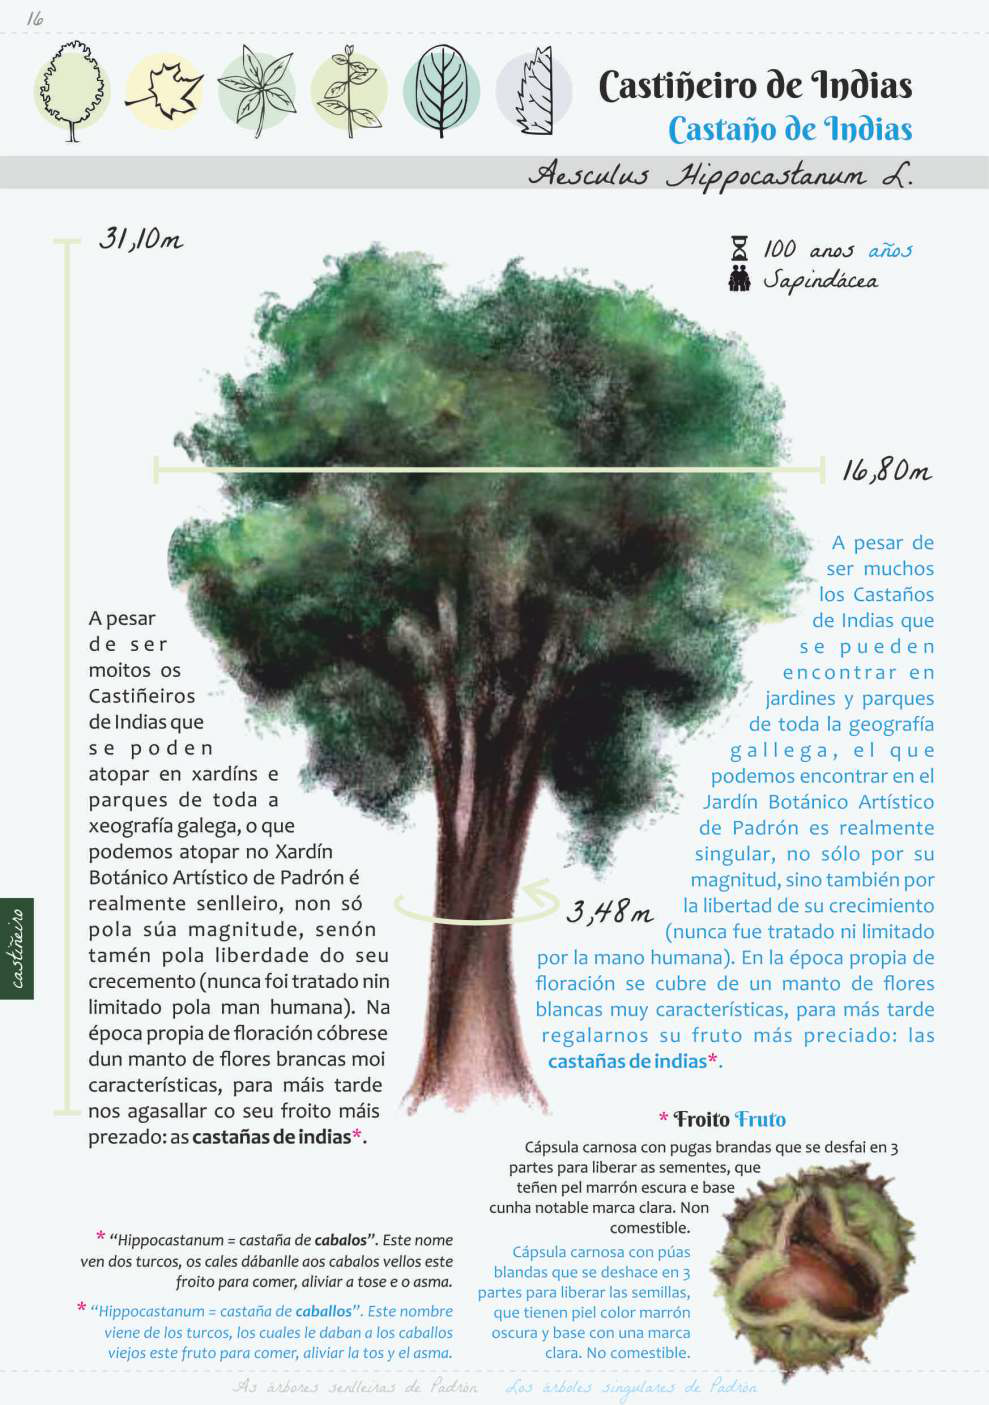 16
Castiñeiro de Indias
Castaño de Indias
Aesculus Hippocastanum L.
31,10m
100 anos años
Sapindácea
16,80m
A pesar
de ser
moitos os
Castiñeiros
de Indias que
se poden
atopar en xardíns e
parques de toda a
xeografía galega, o que
podemos atopar no Xardín
Botánico Artístico de Padrón é
realmente senlleiro, non só
pola súa magnitude, senón
tamén pola liberdade do seu
crecemento (nunca foi tratado nin
limitado pola man humana). Na
época propia de floración cóbrese
dun manto de flores brancas moi
características, para máis tarde
nos agasallar co seu froito máis
prezado: as castañas de indias*.
A pesar de
ser muchos
los Castaños
de Indias que
se pueden
encontrar en
jardines y parques
de toda la geografía
gallega, el que
podemos encontrar en el
Jardín Botánico Artístico
de Padrón es realmente
singular, no sólo por su
magnitud, sino también por
la libertad de su crecimiento
(nunca fue tratado ni limitado
por la mano humana). En la época propia de
floración se cubre de un manto de flores
blancas muy características, para más tarde
regalarnos su fruto más preciado: las
castañas de indias*.
3,48m
castiñeiro
* Froito Fruto
Cápsula carnosa con pugas brandas que se desfai en 3
partes para liberar as sementes, que
teñen pel marrón escura e base
cunha notable marca clara. Non
comestible.
Cápsula carnosa con púas
blandas que se deshace en 3
partes para liberar las semillas,
que tienen piel color marrón
oscura y base con una marca
clara. No comestible.
* "Hippocastanum = castaña de cabalos". Este nome
ven dos turcos, os cales dábanlle aos cabalos vellos este
froito para comer, aliviar a tose e o asma.
* "Hippocastanum = castaña de caballos". Este nombre
viene de los turcos, los cuales le daban a los caballos
viejos este fruto para comer, aliviar la tos y el asma.
As árbores senlleiras de Padrón Los árboles singulares de Padrón